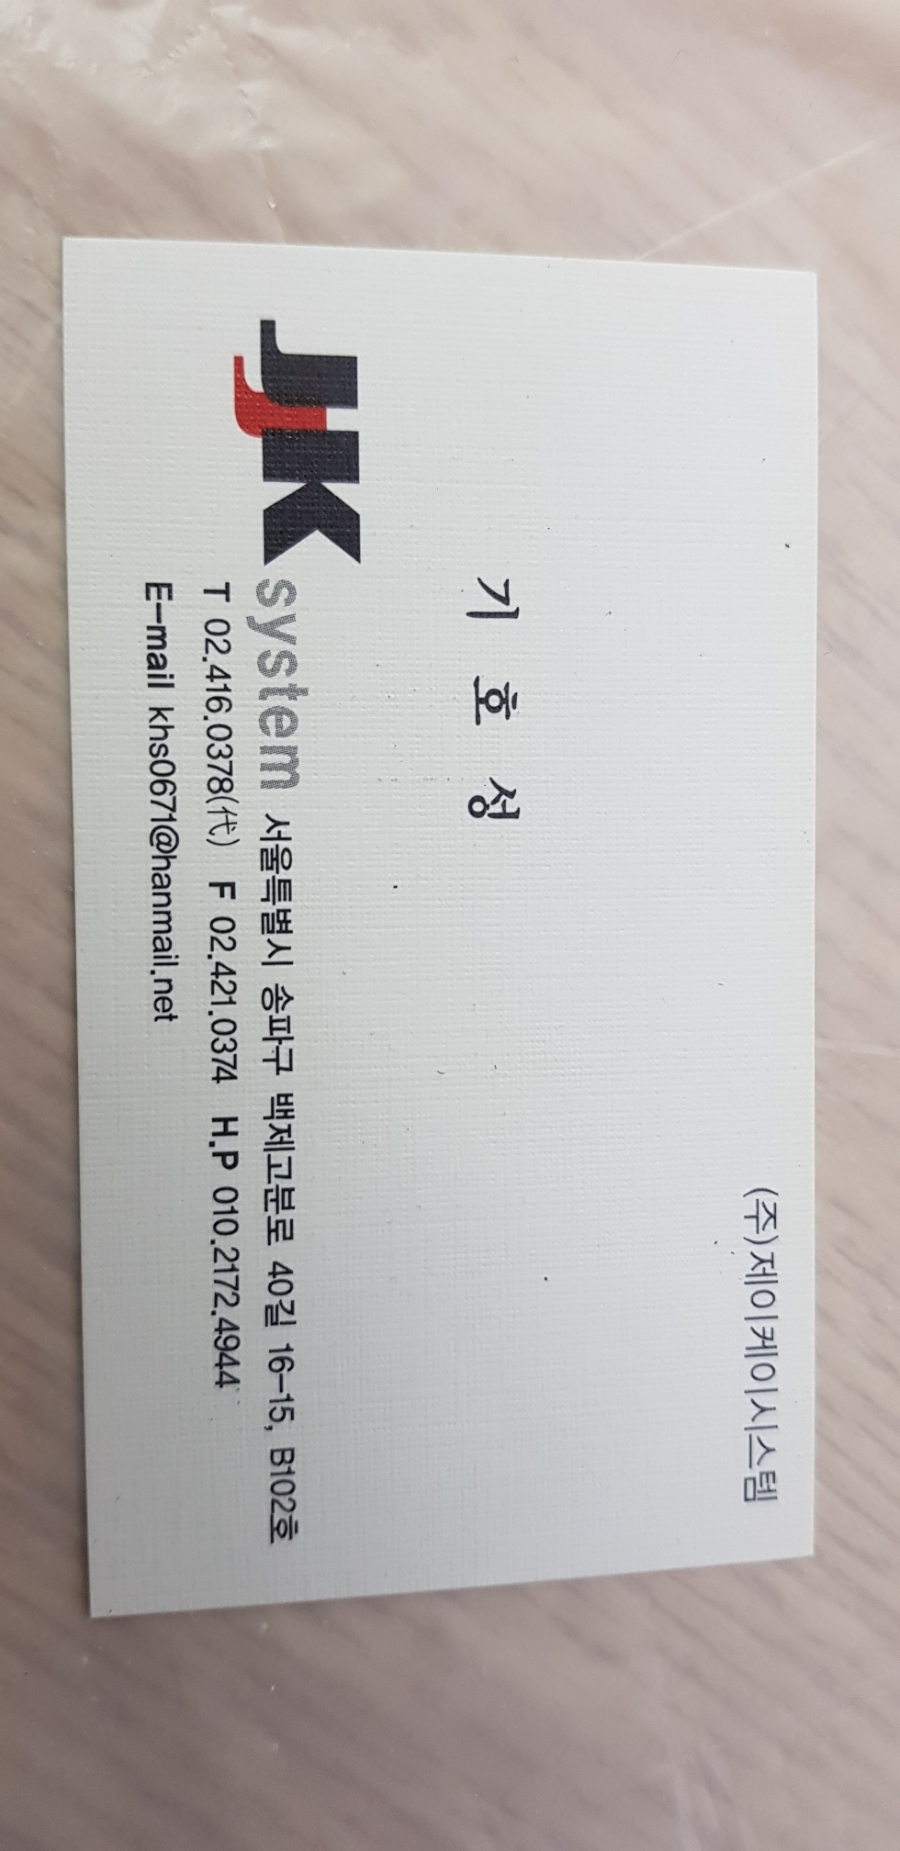 (주)제이케이시스템
기 호 성
JJK system 서울특별시 송파구 백제고분로 40길 16-15, B102호
T 02.416.0378(代) F 02.421.0374 H.P 010.2172.4944
E-mail khs0671@hanmail.net